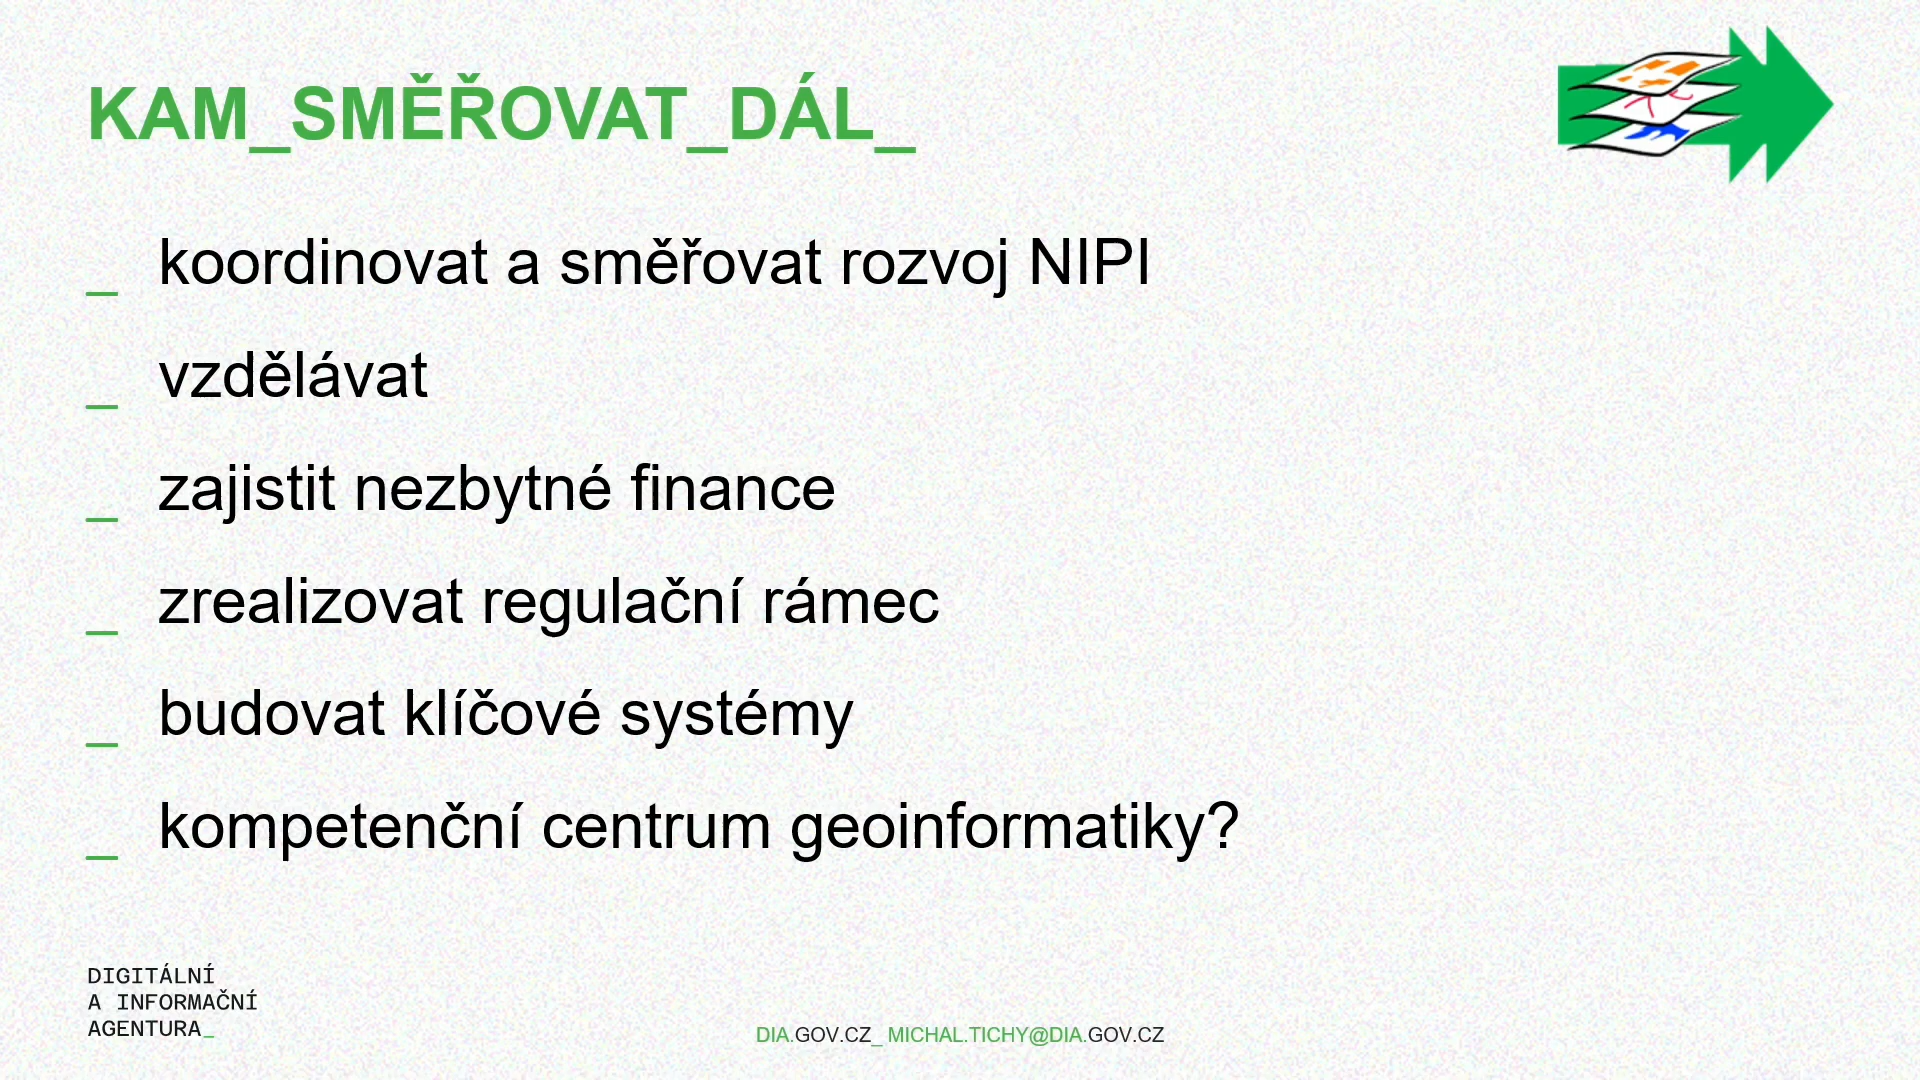 KAM_SMĚŘOVAT_DÁL_
_ koordinovat a směřovat rozvoj NIPI
_ vzdělávat
_ zajistit nezbytné finance
_ zrealizovat regulační rámec
_ budovat klíčové systémy
_ kompetenční centrum geoinformatiky?
DIGITÁLNÍ
A INFORMAČNÍ
AGENTURA_
DIA.GOV.CZ_ MICHAL.TICHY@DIA.GOV.CZ